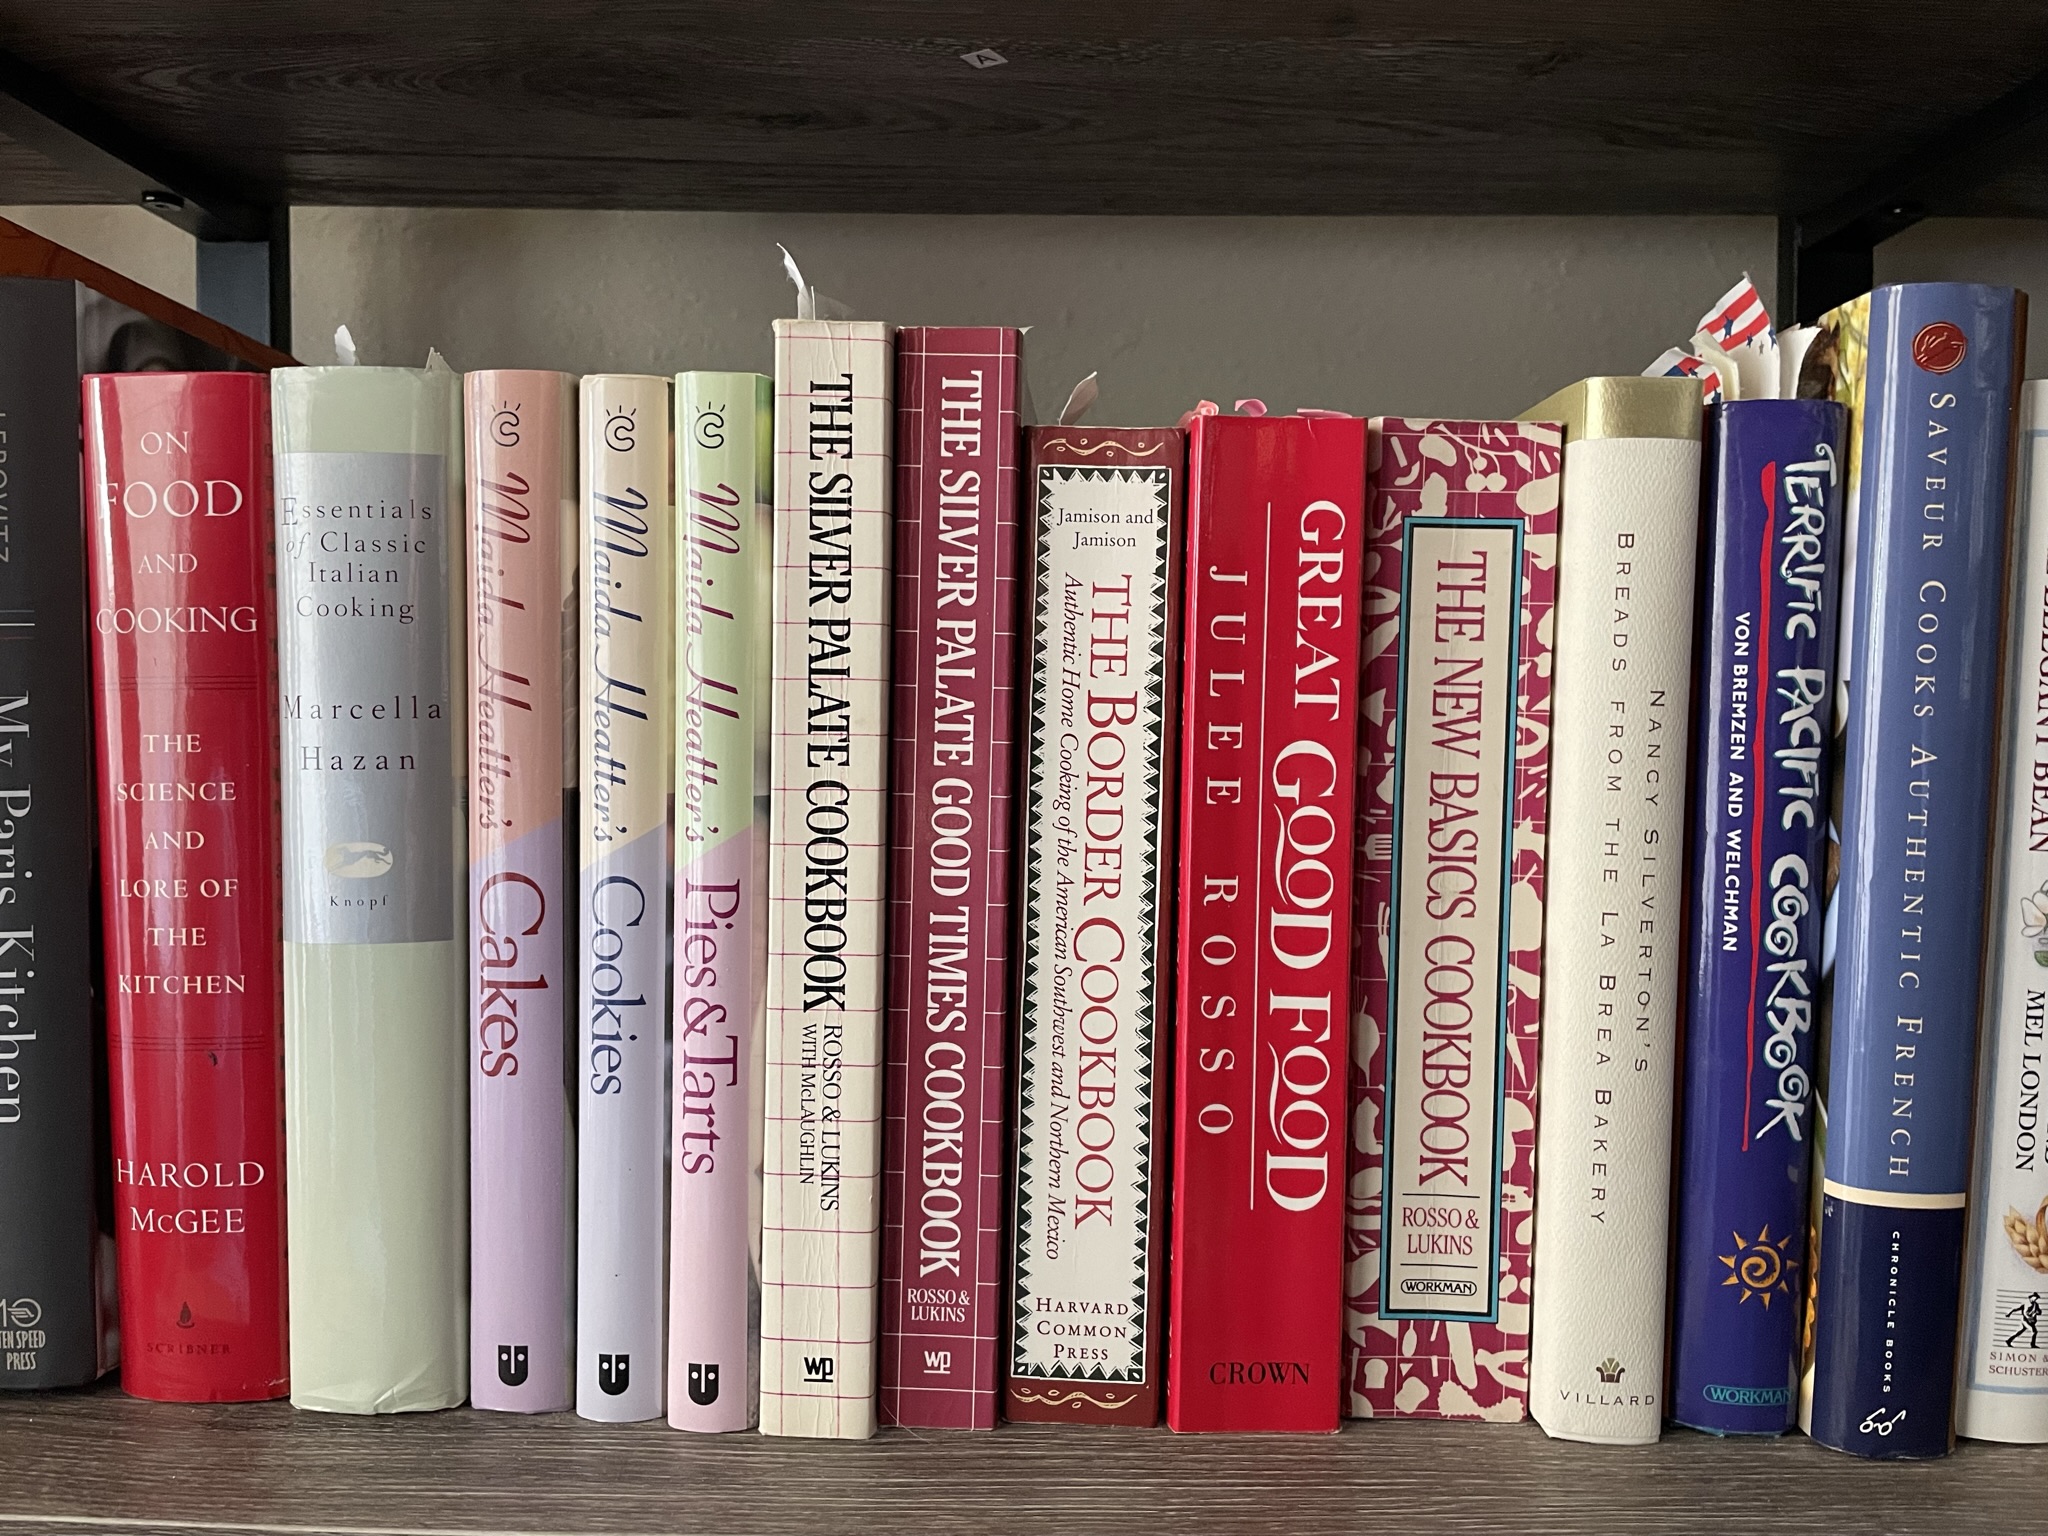 A
My Paris Kitchen
TEN SPEED
PRESS
ON
FOOD
AND
COOKING
THE
SCIENCE
AND
LORE OF
THE
KITCHEN
HAROLD
McGEE
SCRIBNER
Essentials
of Classic
Italian
Cooking
Marcella
Hazan
Knopf
Maida Heatter's Cakes
Maida Heatter's Cookies
Maida Heatter's Pies & Tarts
THE SILVER PALATE COOKBOOK
ROSSO & LUKINS
WITH McLAUGHLIN
WP
THE SILVER PALATE GOOD TIMES COOKBOOK
ROSSO &
LUKINS
WP
Jamison and
Jamison
THE BORDER COOKBOOK
Authentic Home Cooking of the American Southwest and Northern Mexico
HARVARD
COMMON
PRESS
GREAT GOOD FOOD
JULEE ROSSO
CROWN
THE NEW BASICS COOKBOOK
ROSSO &
LUKINS
WORKMAN
NANCY SILVERTON'S
BREADS FROM THE LA BREA BAKERY
VILLARD
TERRIFIC PACIFIC COOKBOOK
VON BREMZEN AND WELCHMAN
WORKMAN
SAVEUR COOKS AUTHENTIC FRENCH
CHRONICLE BOOKS
BEAN
MEL LONDON
SIMON &
SCHUSTER